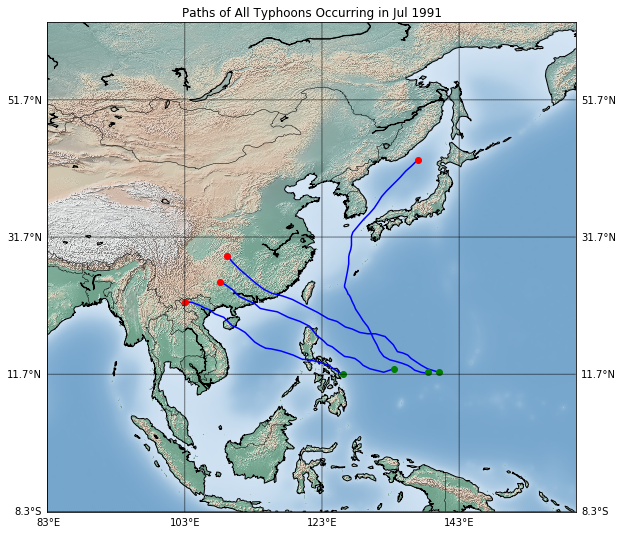 Paths of All Typhoons Occurring in Jul 1991
51.7°N 51.7°N
31.7°N 31.7°N
11.7°N 11.7°N
8.3°S 8.3°S
83°E 103°E 123°E 143°E